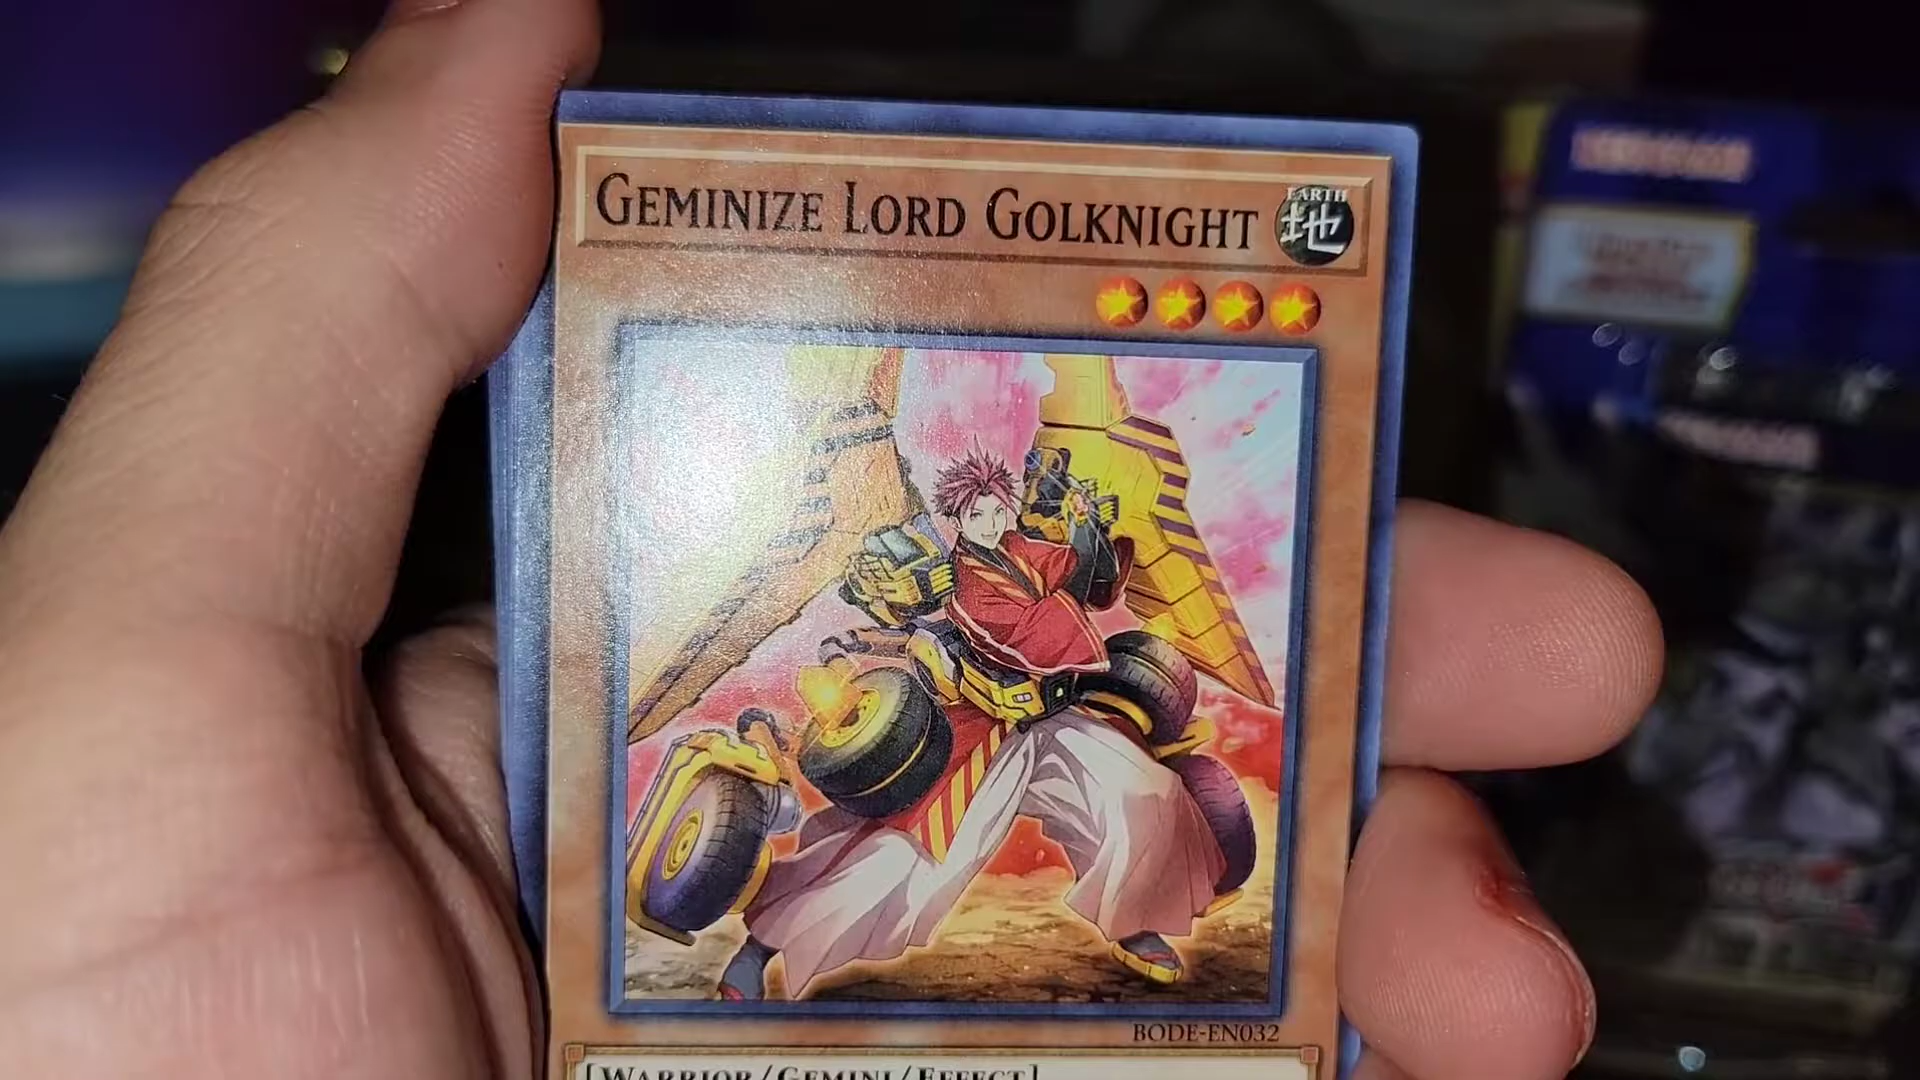 GEMINIZE LORD GOLKNIGHT
EARTH
地
BODE-EN032
[WARRIOR/GEMINI/EFFECT]